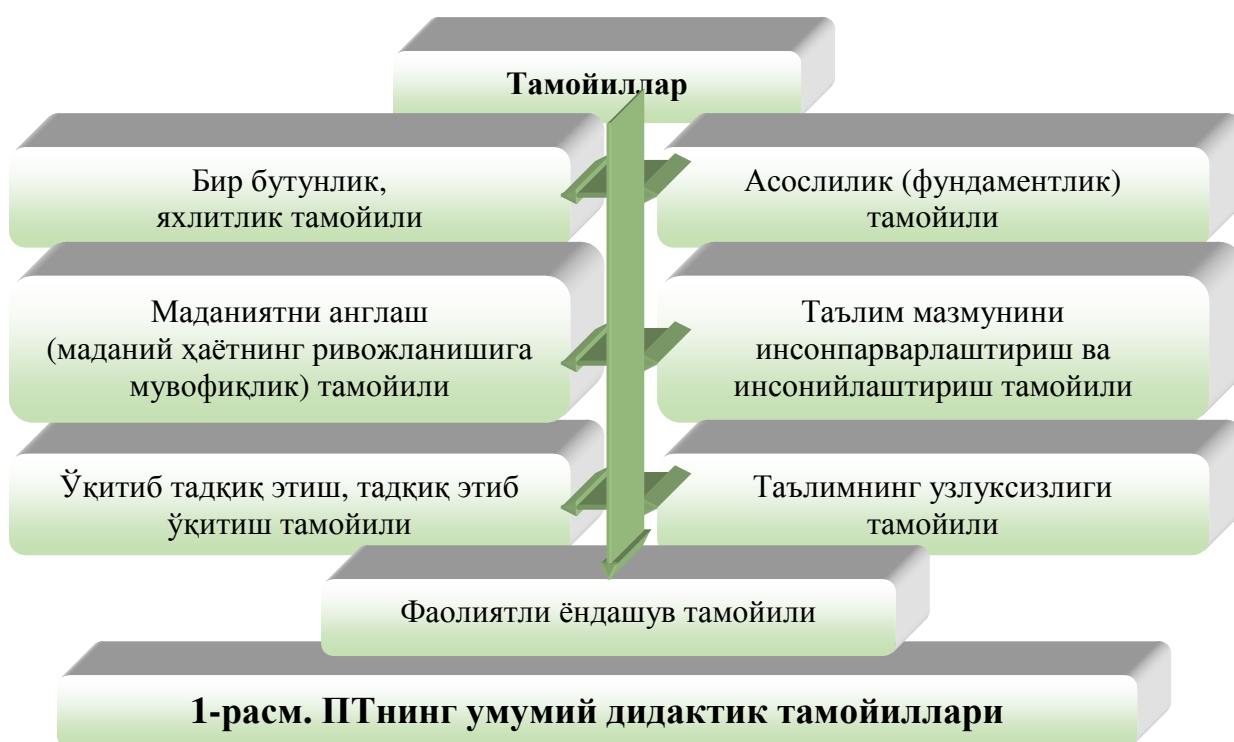 Тамойиллар
Бир бутунлик,
яхлитлик тамойили
Асослилик (фундаментлик)
тамойили
Маданиятни англаш
(маданий ҳаётнинг ривожланишига
мувофиқлик) тамойили
Таълим мазмунини
инсонпарварлаштириш ва
инсонийлаштириш тамойили
Ўқитиб тадқиқ этиш, тадқиқ этиб
ўқитиш тамойили
Таълимнинг узлуксизлиги
тамойили
Фаолиятли ёндашув тамойили
1-расм. ПТнинг умумий дидактик тамойиллари